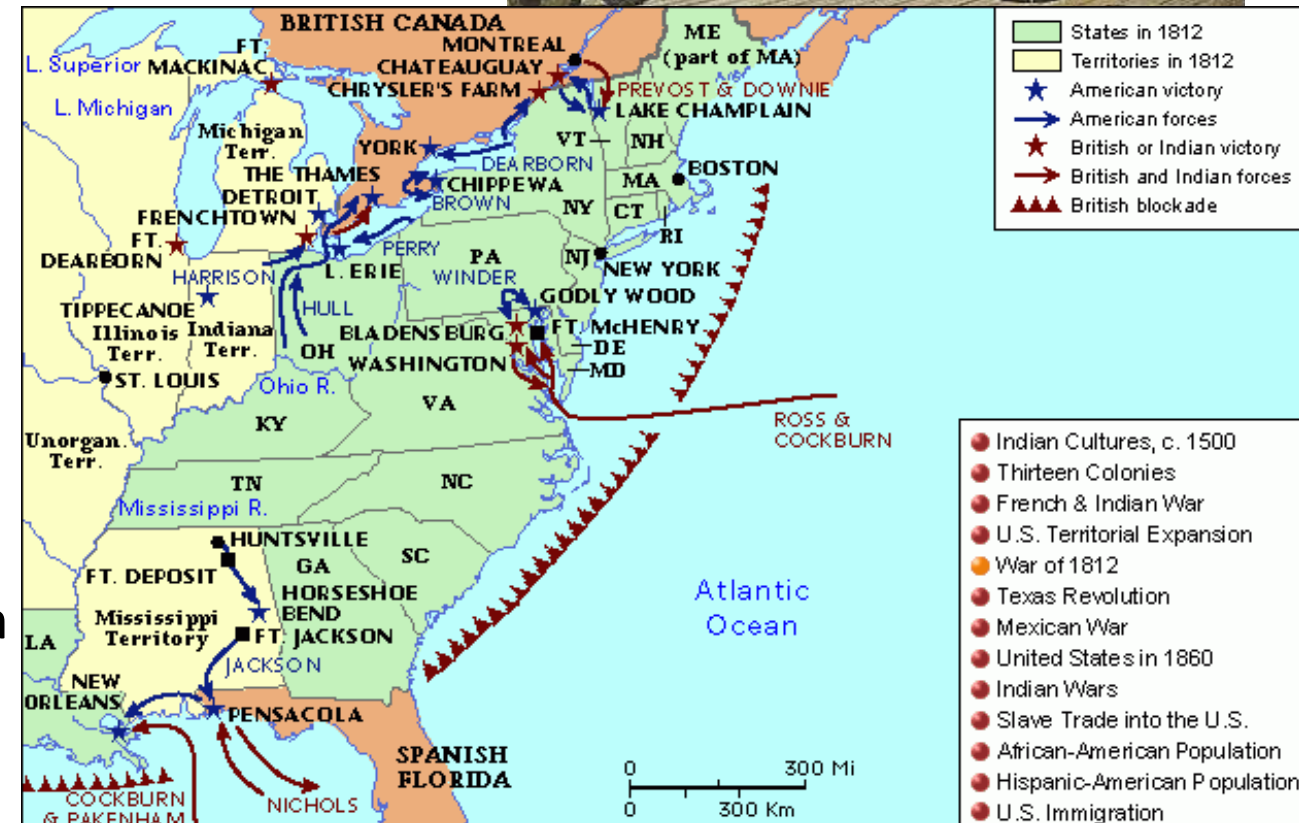 BRITISH CANADA
FT.
MACKINAC
L. Superior
L. Michigan
MONTREAL
CHATEAUGUAY
CHRYSLER'S FARM
ME
(part of MA)
PREVOST & DOWNIE
LAKE CHAMPLAIN
Michigan
Terr.
YORK
VT
NH
DEARBORN
THE THAMES
DETROIT
CHIPPEWA
BROWN
MA
BOSTON
FRENCHTOWN
NY
CT
RI
FT.
DEARBORN
PERRY
HARRISON
L. ERIE
PA
NJ
NEW YORK
WINDER
TIPPECANOE
HULL
GODLY WOOD
Illinois
Terr.
Indiana
Terr.
OH
BLADENSBURG
FT. McHENRY
WASHINGTON
DE
MD
ST. LOUIS
Ohio R.
VA
KY
ROSS &
COCKBURN
Unorgan.
Terr.
TN
NC
Mississippi R.
HUNTSVILLE
FT. DEPOSIT
GA
SC
HORSESHOE
BEND
Mississippi
Territory
FT. JACKSON
LA
JACKSON
Atlantic
Ocean
NEW
ORLEANS
PENSACOLA
SPANISH
FLORIDA
NICHOLS
COCKBURN
& PAKENHAM
0 300 Mi
0 300 Km
States in 1812
Territories in 1812
American victory
American forces
British or Indian victory
British and Indian forces
British blockade
Indian Cultures, c. 1500
Thirteen Colonies
French & Indian War
U.S. Territorial Expansion
War of 1812
Texas Revolution
Mexican War
United States in 1860
Indian Wars
Slave Trade into the U.S.
African-American Population
Hispanic-American Population
U.S. Immigration